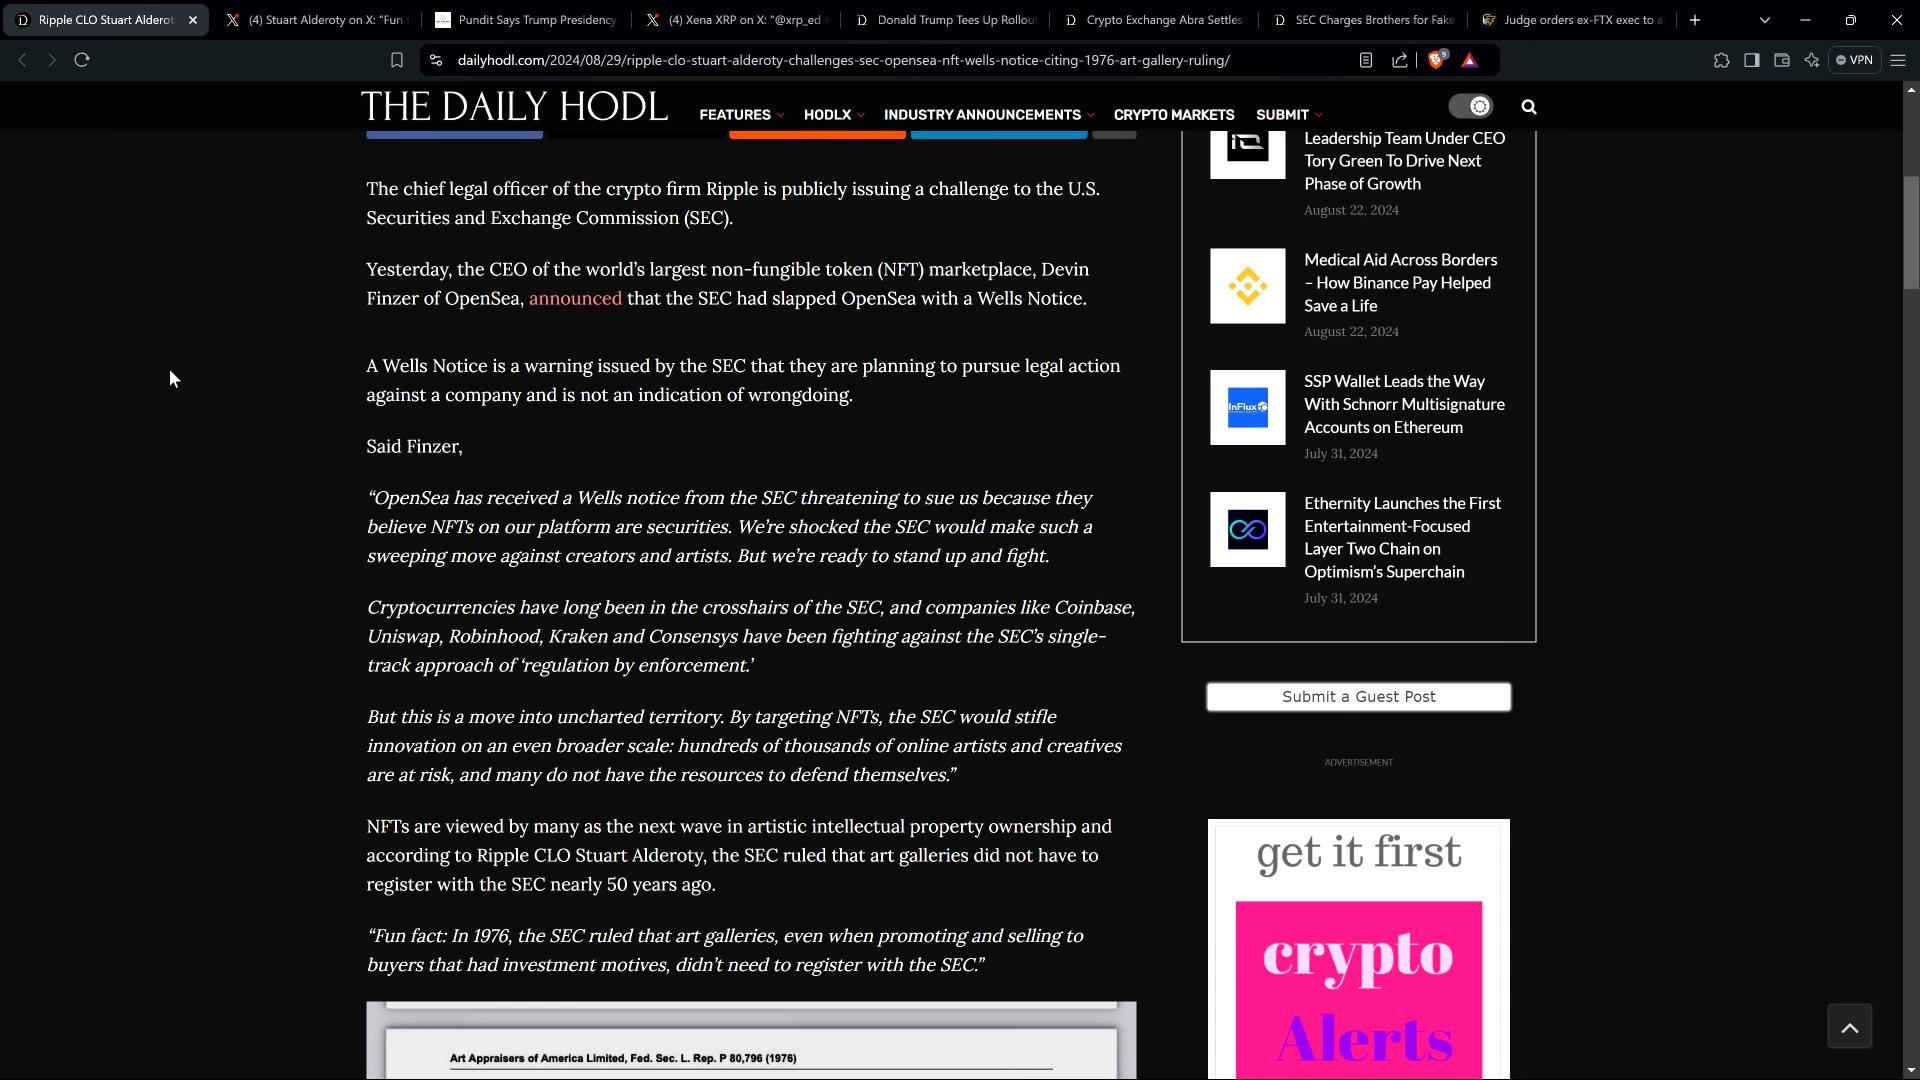 Ripple CLO Stuart Alderot
(4) Stuart Alderoty on X: "Fun f
Pundit Says Trump Presidency
(4) Xena XRP on X: "@xrp_ed
Donald Trump Tees Up Rollou
Crypto Exchange Abra Settles
SEC Charges Brothers for Fake
Judge orders ex-FTX exec to a
dailyhodl.com/2024/08/29/ripple-clo-stuart-alderoty-challenges-sec-opensea-nft-wells-notice-citing-1976-art-gallery-ruling/
9
VPN
THE DAILY HODL
FEATURES
HODLX
INDUSTRY ANNOUNCEMENTS
CRYPTO MARKETS
SUBMIT
The chief legal officer of the crypto firm Ripple is publicly issuing a challenge to the U.S.
Securities and Exchange Commission (SEC).
Yesterday, the CEO of the world’s largest non-fungible token (NFT) marketplace, Devin
Finzer of OpenSea, announced that the SEC had slapped OpenSea with a Wells Notice.
A Wells Notice is a warning issued by the SEC that they are planning to pursue legal action
against a company and is not an indication of wrongdoing.
Said Finzer,
“OpenSea has received a Wells notice from the SEC threatening to sue us because they
believe NFTs on our platform are securities. We’re shocked the SEC would make such a
sweeping move against creators and artists. But we’re ready to stand up and fight.
Cryptocurrencies have long been in the crosshairs of the SEC, and companies like Coinbase,
Uniswap, Robinhood, Kraken and Consensys have been fighting against the SEC’s single-
track approach of ‘regulation by enforcement.’
But this is a move into uncharted territory. By targeting NFTs, the SEC would stifle
innovation on an even broader scale: hundreds of thousands of online artists and creatives
are at risk, and many do not have the resources to defend themselves.”
NFTs are viewed by many as the next wave in artistic intellectual property ownership and
according to Ripple CLO Stuart Alderoty, the SEC ruled that art galleries did not have to
register with the SEC nearly 50 years ago.
“Fun fact: In 1976, the SEC ruled that art galleries, even when promoting and selling to
buyers that had investment motives, didn’t need to register with the SEC.”
Art Appraisers of America Limited, Fed. Sec. L. Rep. P 80,796 (1976)
Leadership Team Under CEO
Tory Green To Drive Next
Phase of Growth
August 22, 2024
Medical Aid Across Borders
– How Binance Pay Helped
Save a Life
August 22, 2024
InFlux
SSP Wallet Leads the Way
With Schnorr Multisignature
Accounts on Ethereum
July 31, 2024
Ethernity Launches the First
Entertainment-Focused
Layer Two Chain on
Optimism’s Superchain
July 31, 2024
Submit a Guest Post
ADVERTISEMENT
get it first
crypto
Alerts